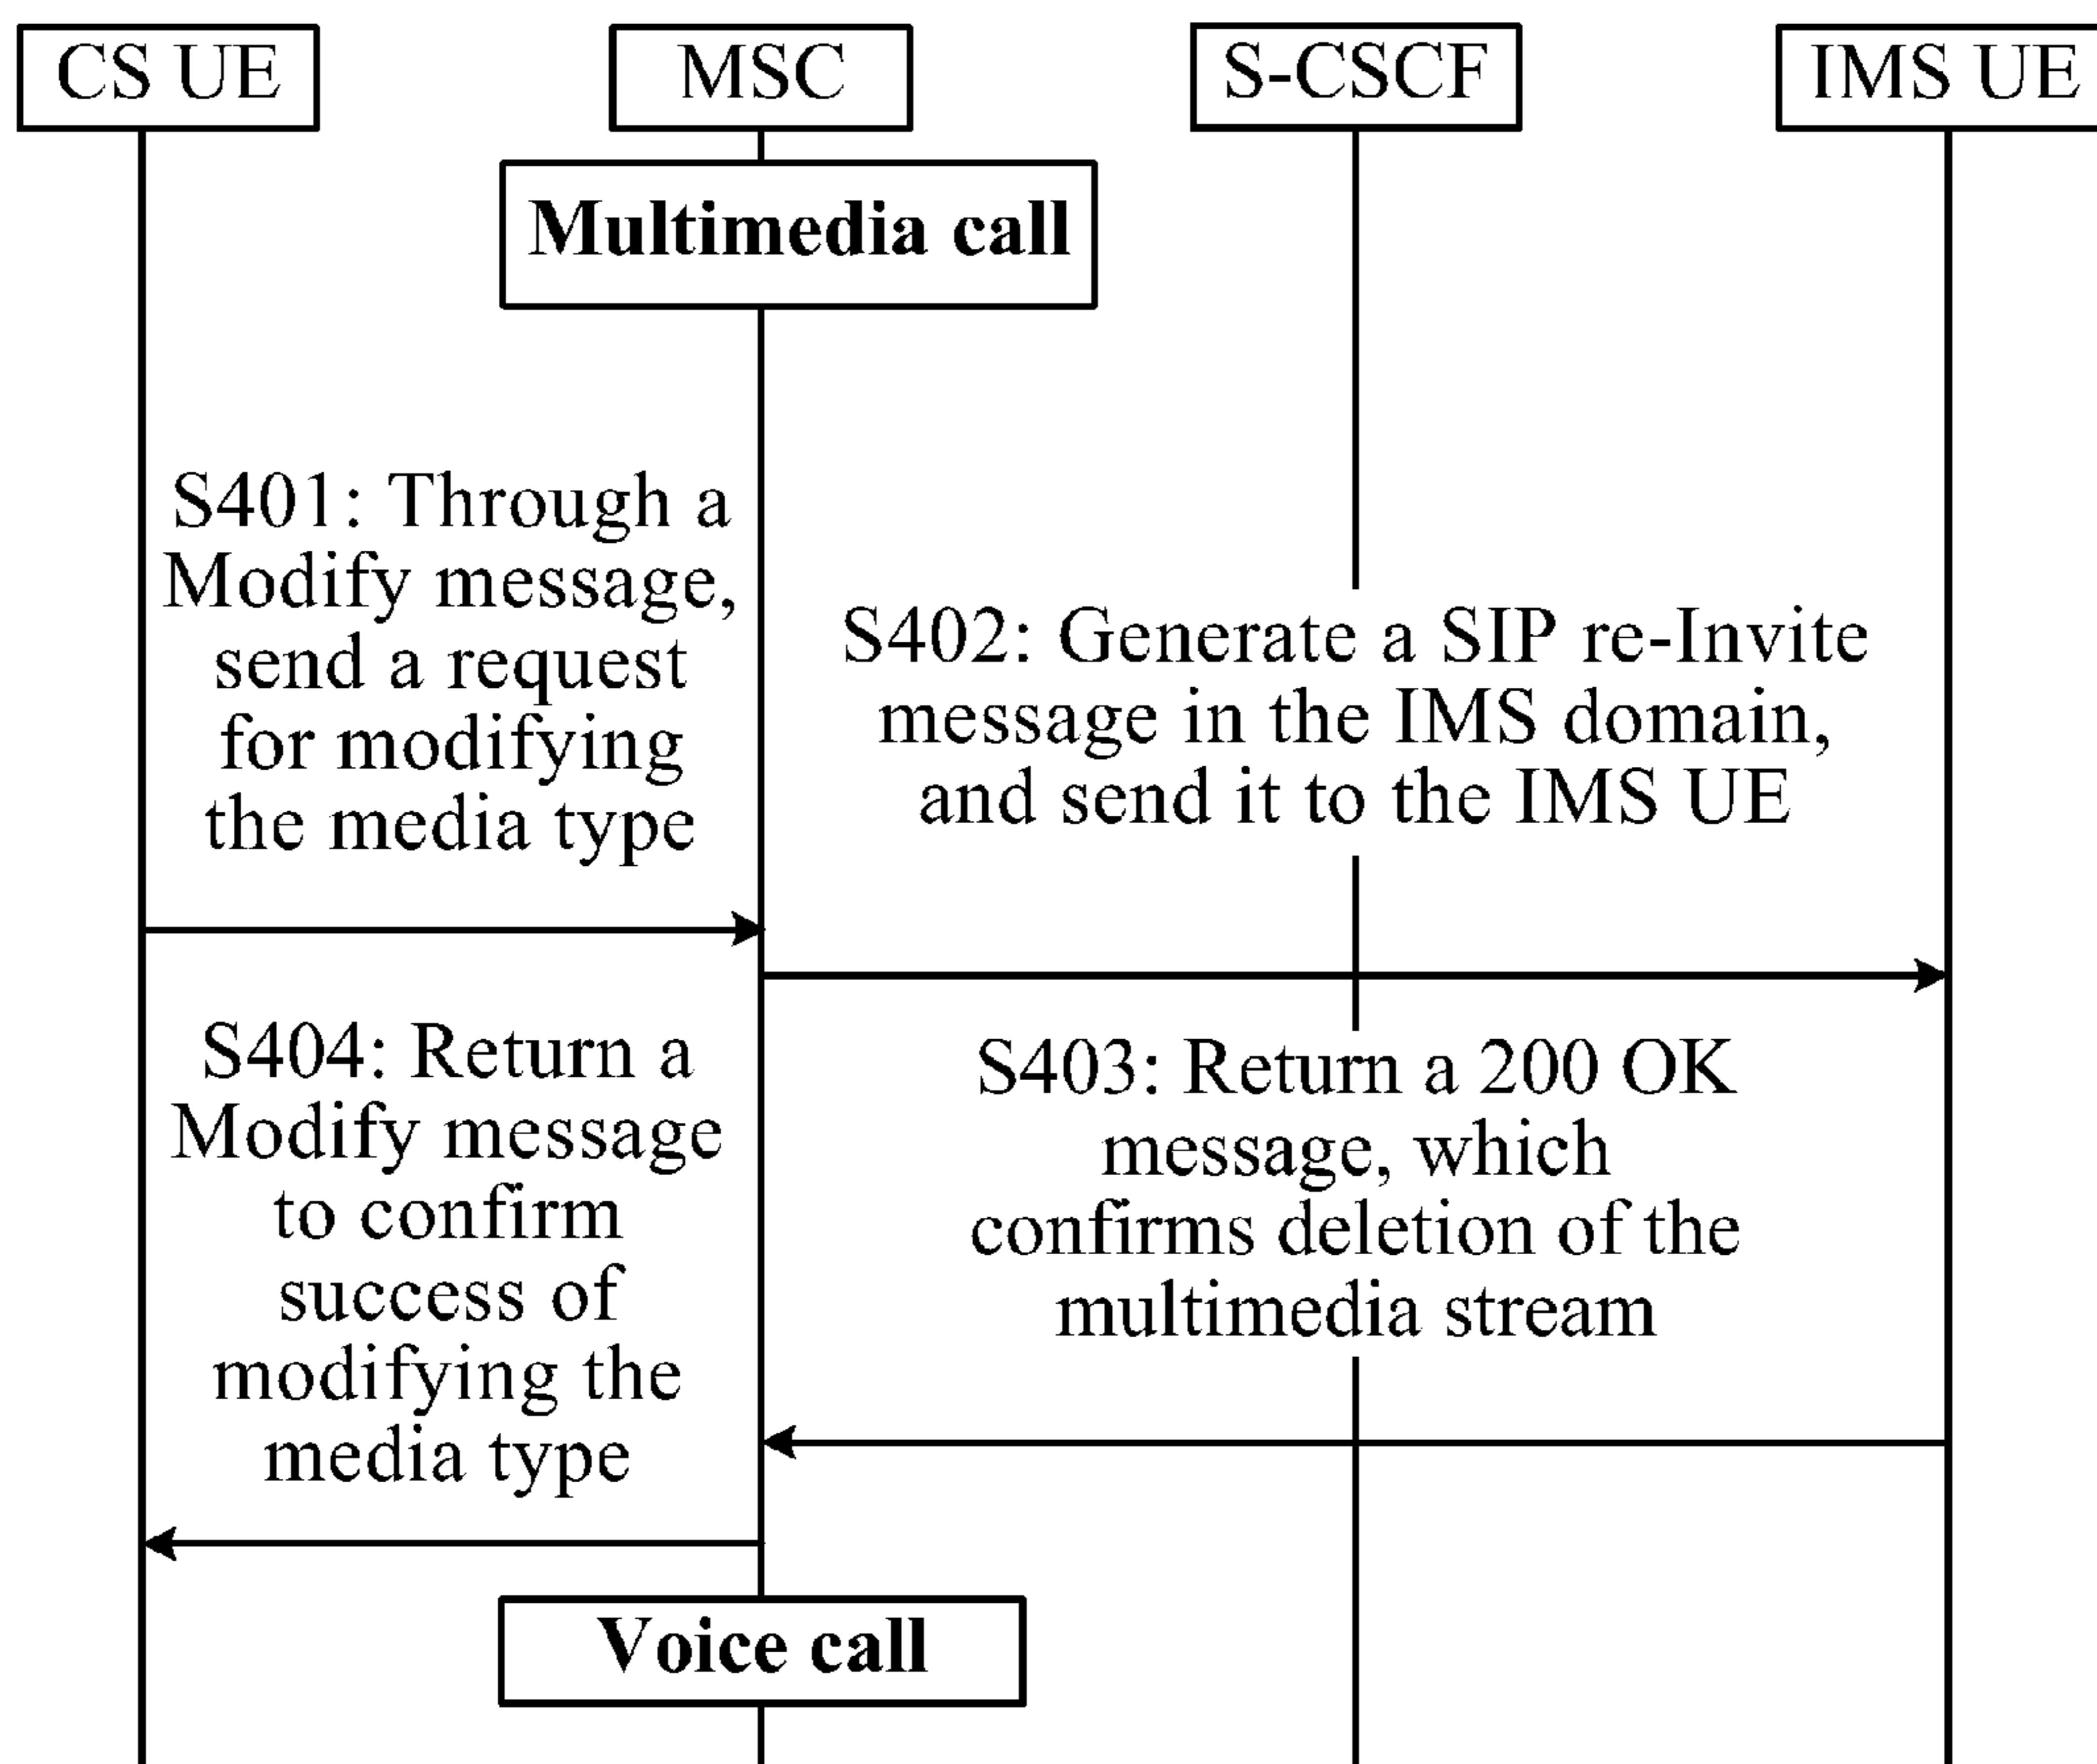 CS UE
MSC
S-CSCF
IMS UE
Multimedia call
S401: Through a
Modify message,
send a request
for modifying
the media type
S402: Generate a SIP re-Invite
message in the IMS domain,
and send it to the IMS UE
S404: Return a
Modify message
to confirm
success of
modifying the
media type
S403: Return a 200 OK
message, which
confirms deletion of the
multimedia stream
Voice call